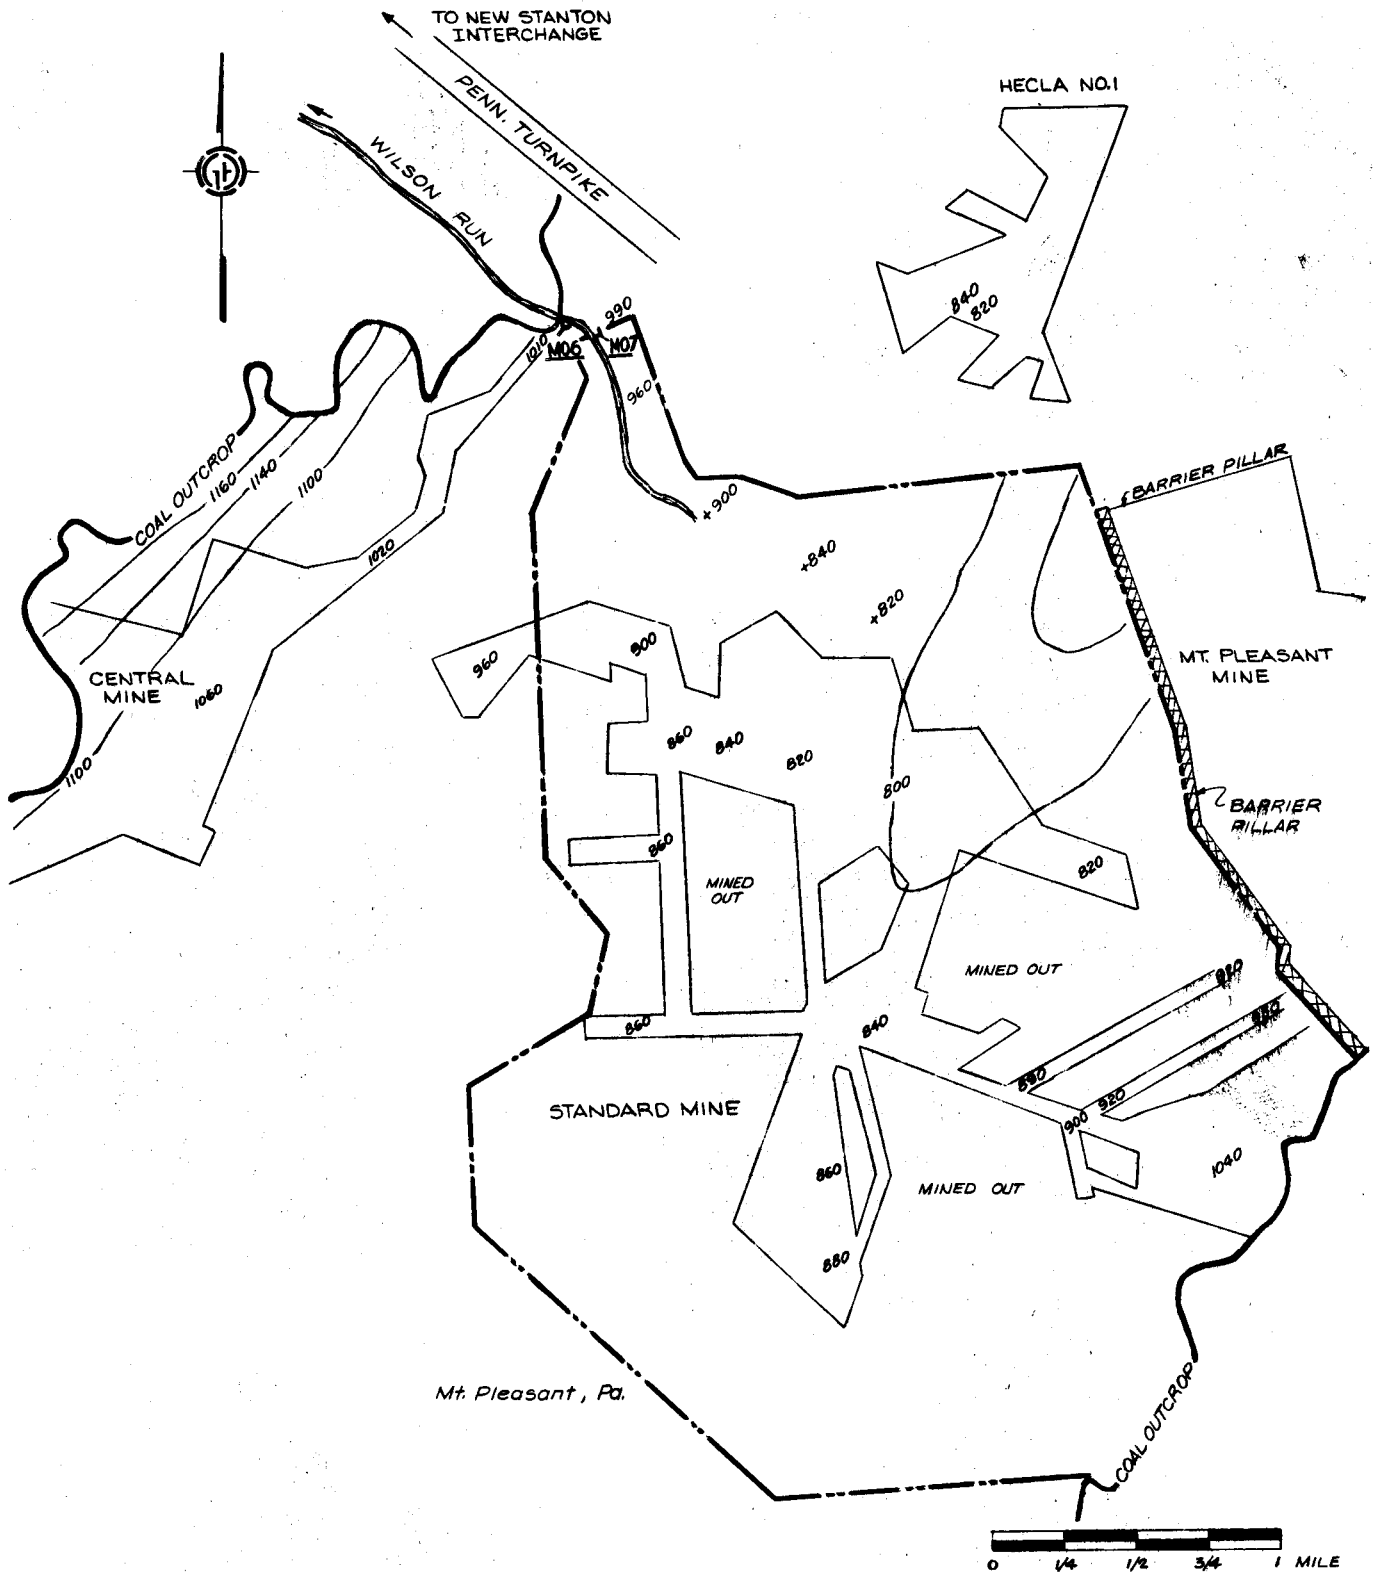 TO NEW STANTON
INTERCHANGE
PENN. TURNPIKE
WILSON RUN
HECLA NO.1
840
820
990
1010
M06
M07
960
COAL OUTCROP
1160
1140
1100
+900
BARRIER PILLAR
1020
+840
+820
CENTRAL
MINE
1060
1100
960
900
MT. PLEASANT
MINE
860
840
820
800
BARRIER
PILLAR
860
MINED
OUT
820
MINED OUT
860
840
920
STANDARD MINE
900
1040
860
MINED OUT
880
Mt. Pleasant, Pa.
COAL OUTCROP
0 1/4 1/2 3/4 1 MILE